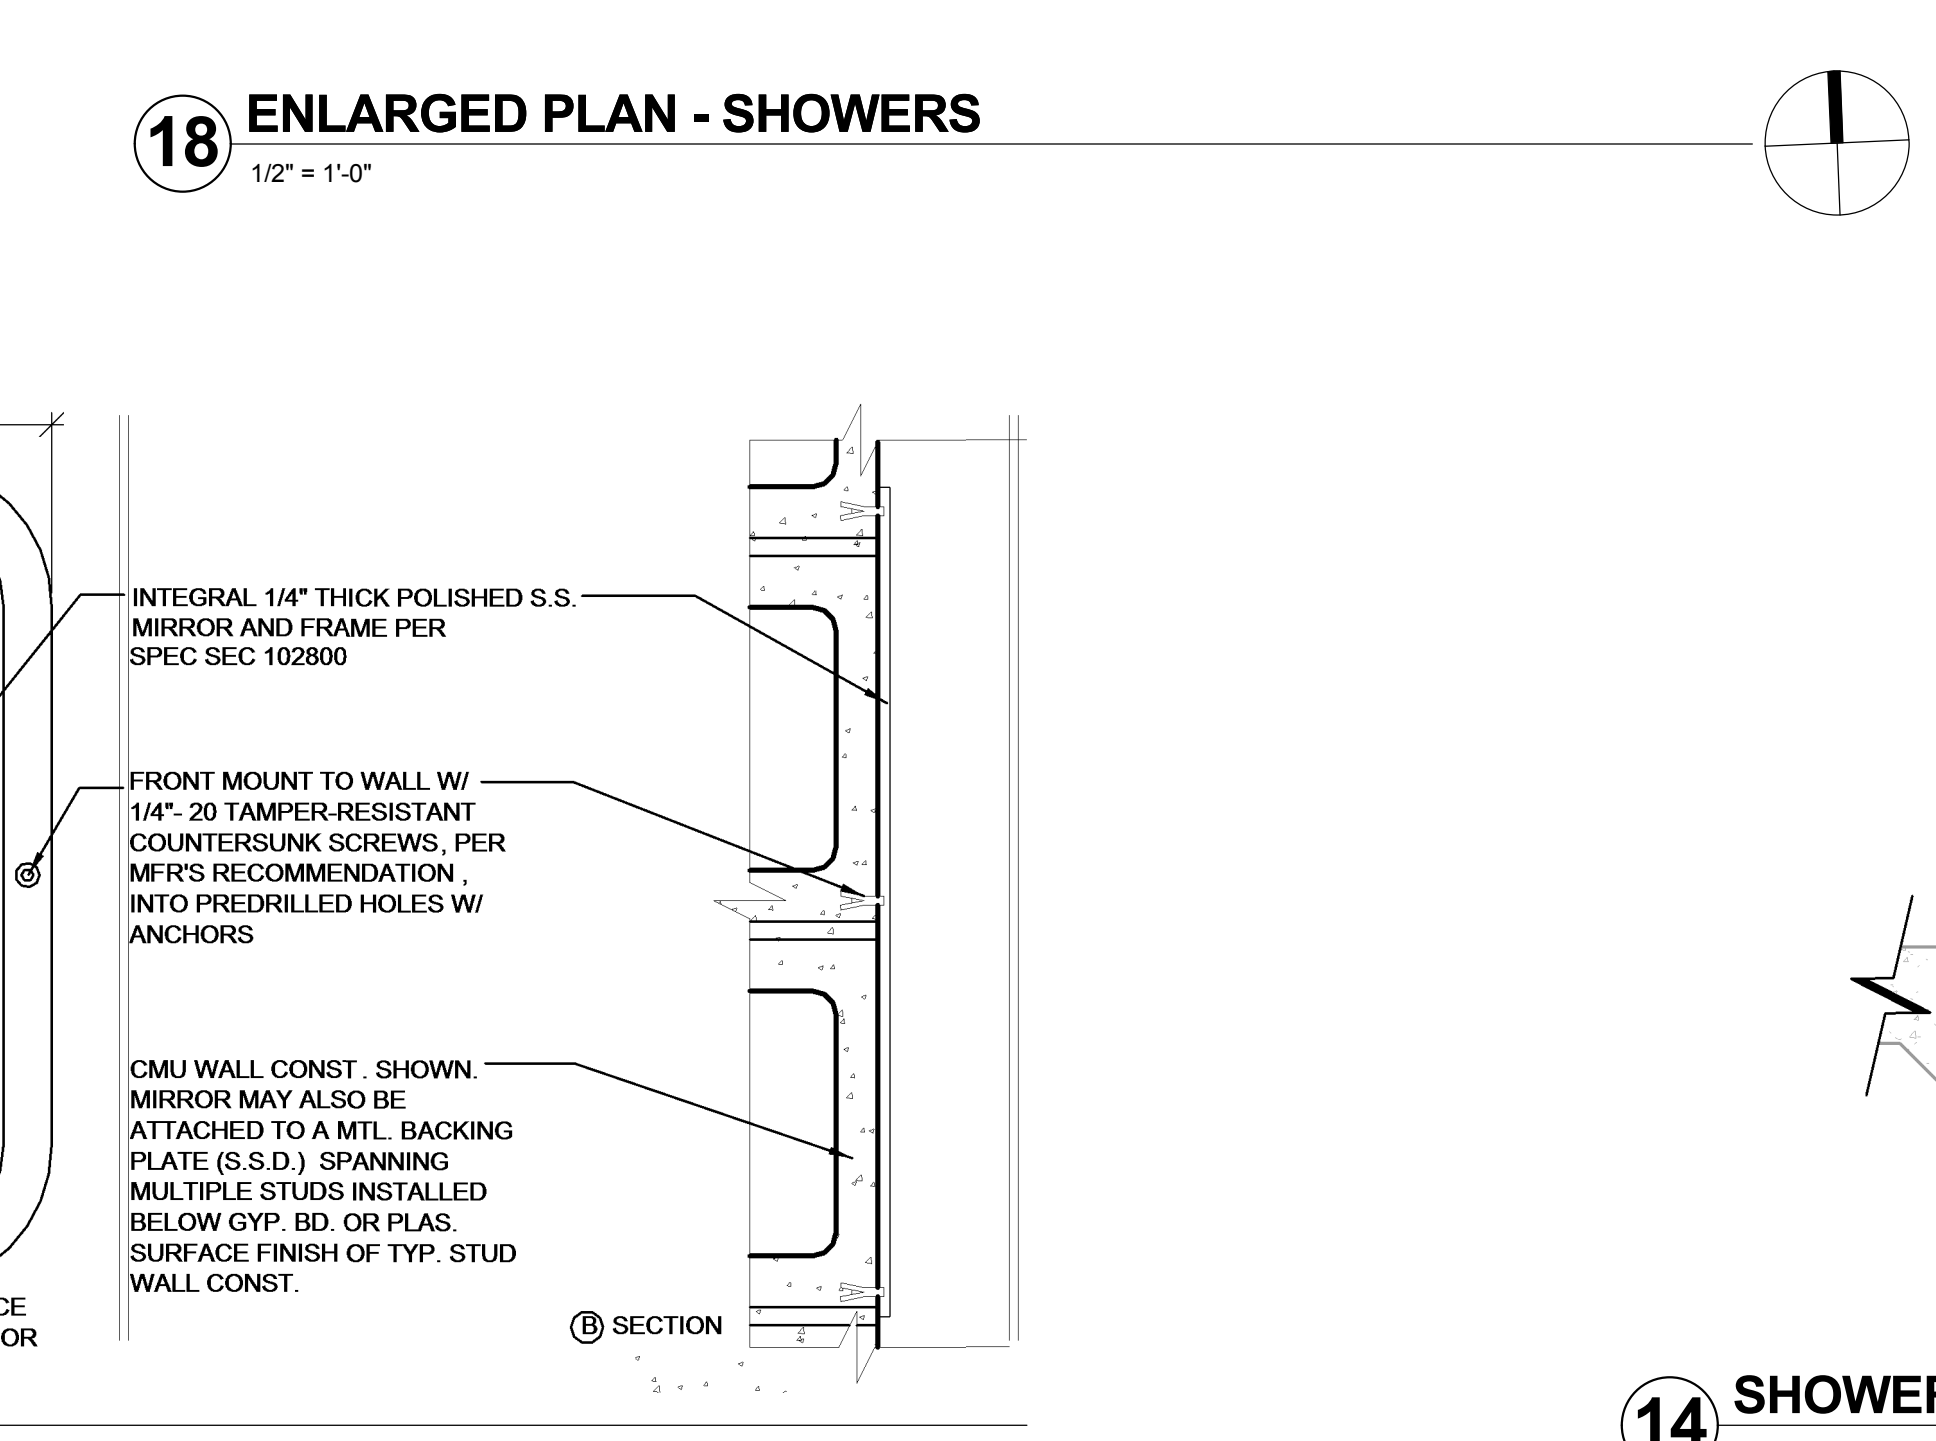 18 ENLARGED PLAN - SHOWERS
1/2" = 1'-0"
INTEGRAL 1/4" THICK POLISHED S.S.
MIRROR AND FRAME PER
SPEC SEC 102800
FRONT MOUNT TO WALL W/
1/4"- 20 TAMPER-RESISTANT
COUNTERSUNK SCREWS, PER
MFR'S RECOMMENDATION ,
INTO PREDRILLED HOLES W/
ANCHORS
CMU WALL CONST . SHOWN.
MIRROR MAY ALSO BE
ATTACHED TO A MTL. BACKING
PLATE (S.S.D.)  SPANNING
MULTIPLE STUDS INSTALLED
BELOW GYP. BD. OR PLAS.
SURFACE FINISH OF TYP. STUD
WALL CONST.
B SECTION
OR
14